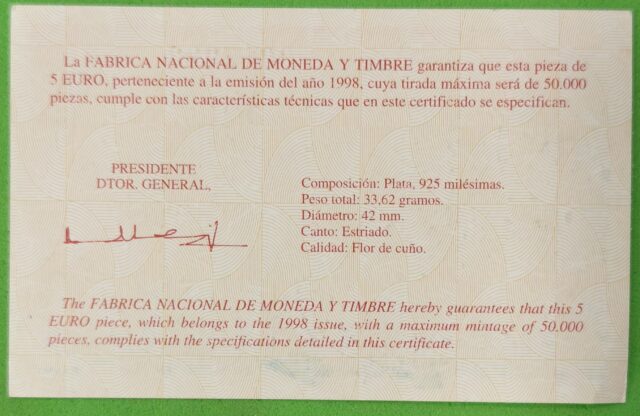 La FABRICA NACIONAL DE MONEDA Y TIMBRE garantiza que esta pieza de
5 EURO, perteneciente a la emisión del año 1998, cuya tirada máxima será de 50.000
piezas, cumple con las características técnicas que en este certificado se especifican.
PRESIDENTE
DTOR. GENERAL,
Composición: Plata, 925 milésimas.
Peso total: 33,62 gramos.
Diámetro: 42 mm.
Canto: Estriado.
Calidad: Flor de cuño.
The FABRICA NACIONAL DE MONEDA Y TIMBRE hereby guarantees that this 5
EURO piece, which belongs to the 1998 issue, with a maximum mintage of 50.000
pieces, complies with the specifications detailed in this certificate.